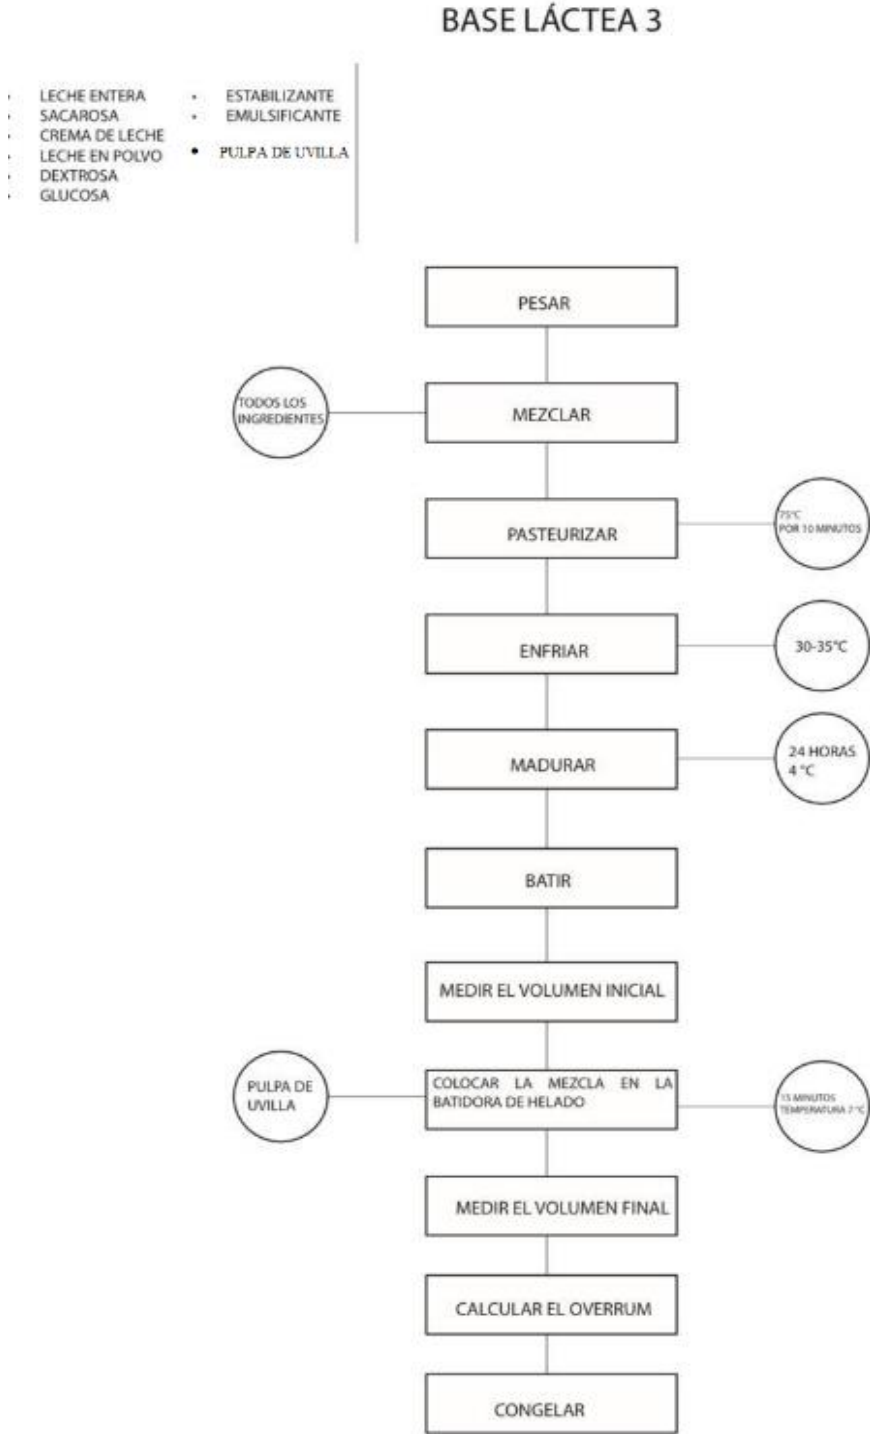 BASE LÁCTEA 3
LECHE ENTERA
SACAROSA
CREMA DE LECHE
LECHE EN POLVO
DEXTROSA
GLUCOSA
ESTABILIZANTE
EMULSIFICANTE
PULPA DE UVILLA
PESAR
TODOS LOS
INGREDIENTES
MEZCLAR
PASTEURIZAR
75°C
POR 10 MINUTOS
ENFRIAR
30-35°C
MADURAR
24 HORAS
4 °C
BATIR
MEDIR EL VOLUMEN INICIAL
PULPA DE
UVILLA
COLOCAR LA MEZCLA EN LA
BATIDORA DE HELADO
15 MINUTOS
TEMPERATURA 7 °C
MEDIR EL VOLUMEN FINAL
CALCULAR EL OVERRUM
CONGELAR